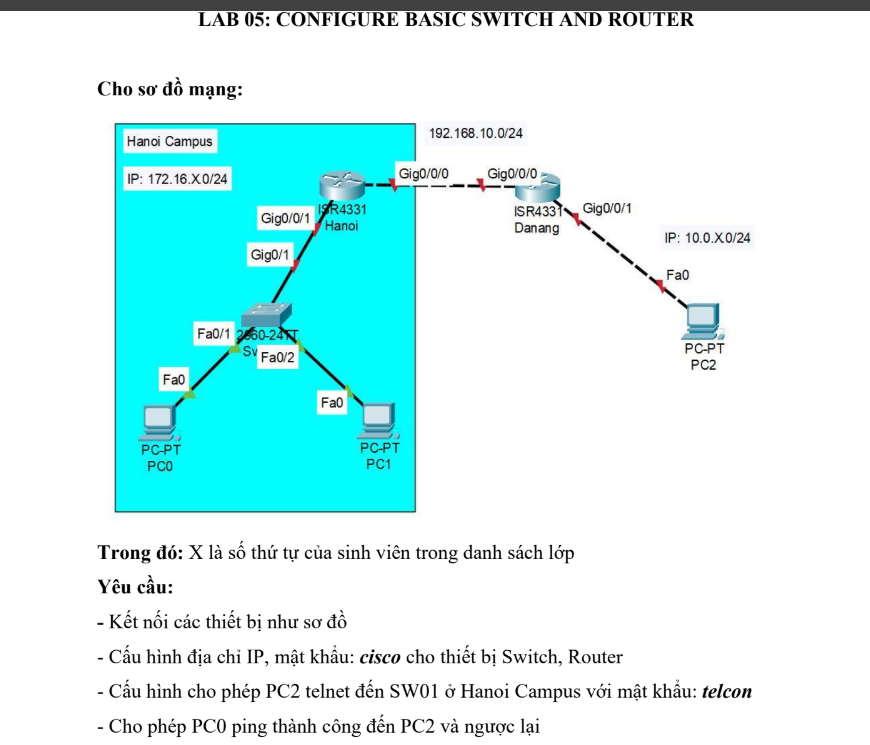 LAB 05: CONFIGURE BASIC SWITCH AND ROUTER
Cho sơ đồ mạng:
192.168.10.0/24
Hanoi Campus
IP: 172.16.X.0/24
Gig0/0/0
Gig0/0/0
ISR4331
Hanoi
Gig0/0/1
ISR4331
Danang
Gig0/0/1
IP: 10.0.X.0/24
Gig0/1
Fa0
Fa0/1
2960-24TT
Fa0/2
PC-PT
PC2
Fa0
Fa0
PC-PT
PC0
PC-PT
PC1
Trong đó: X là số thứ tự của sinh viên trong danh sách lớp
Yêu cầu:
- Kết nối các thiết bị như sơ đồ
- Cấu hình địa chỉ IP, mật khẩu: cisco cho thiết bị Switch, Router
- Cấu hình cho phép PC2 telnet đến SW01 ở Hanoi Campus với mật khẩu: telcon
- Cho phép PC0 ping thành công đến PC2 và ngược lại